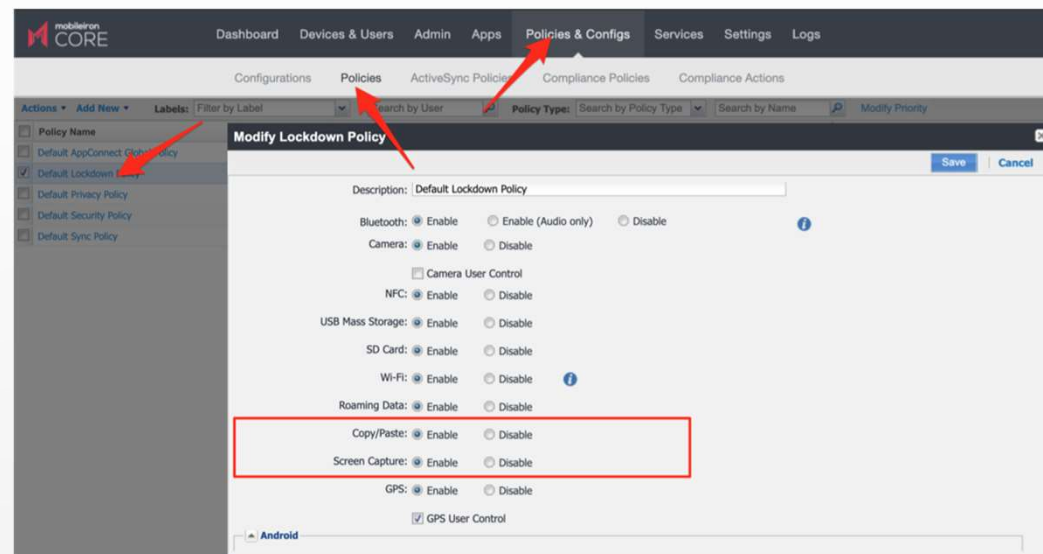 mobileiron
CORE
Dashboard Devices & Users Admin Apps Policies & Configs Services Settings Logs
Configurations Policies ActiveSync Policies Compliance Policies Compliance Actions
Actions Add New Labels: Filter by Label Search by User Policy Type: Search by Policy Type Search by Name Modify Priority
Policy Name
Default AppConnect Global Policy
Default Lockdown Policy
Default Privacy Policy
Default Security Policy
Default Sync Policy
Modify Lockdown Policy
Save Cancel
Description: Default Lockdown Policy
Bluetooth: Enable Enable (Audio only) Disable
Camera: Enable Disable
Camera User Control
NFC: Enable Disable
USB Mass Storage: Enable Disable
SD Card: Enable Disable
Wi-Fi: Enable Disable
Roaming Data: Enable Disable
Copy/Paste: Enable Disable
Screen Capture: Enable Disable
GPS: Enable Disable
GPS User Control
Android